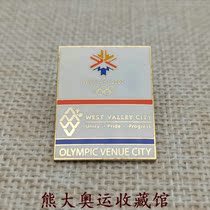 WEST VALLEY CITY
Unity · Pride · Progress
OLYMPIC VENUE CITY
熊大奥运收藏馆